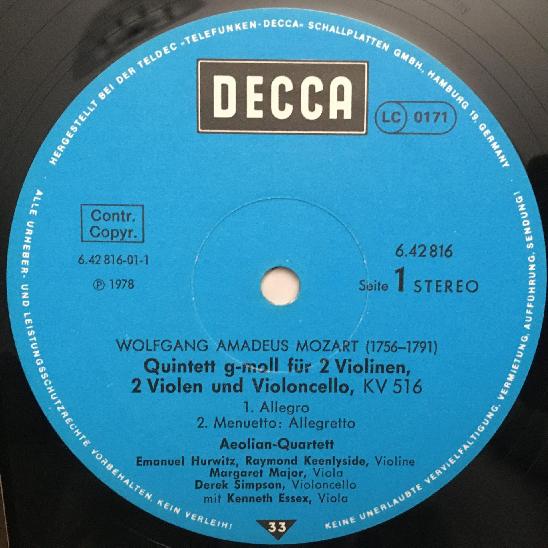 HERGESTELLT BEI DER TELDEC »TELEFUNKEN-DECCA« SCHALLPLATTEN GMBH., HAMBURG 19, GERMANY
DECCA
LC 0171
Contr.
Copyr.
6.42 816-01-1
Ⓟ 1978
6.42 816
Seite 1 STEREO
WOLFGANG AMADEUS MOZART (1756–1791)
Quintett g-moll für 2 Violinen,
2 Violen und Violoncello, KV 516
1. Allegro
2. Menuetto: Allegretto
Aeolian-Quartett
Emanuel Hurwitz, Raymond Keenlyside, Violine
Margaret Major, Viola
Derek Simpson, Violoncello
mit Kenneth Essex, Viola
33
ALLE URHEBER- UND LEISTUNGSSCHUTZRECHTE VORBEHALTEN. KEIN VERLEIH! KEINE UNERLAUBTE VERVIELFÄLTIGUNG, VERMIETUNG, AUFFÜHRUNG, SENDUNG!